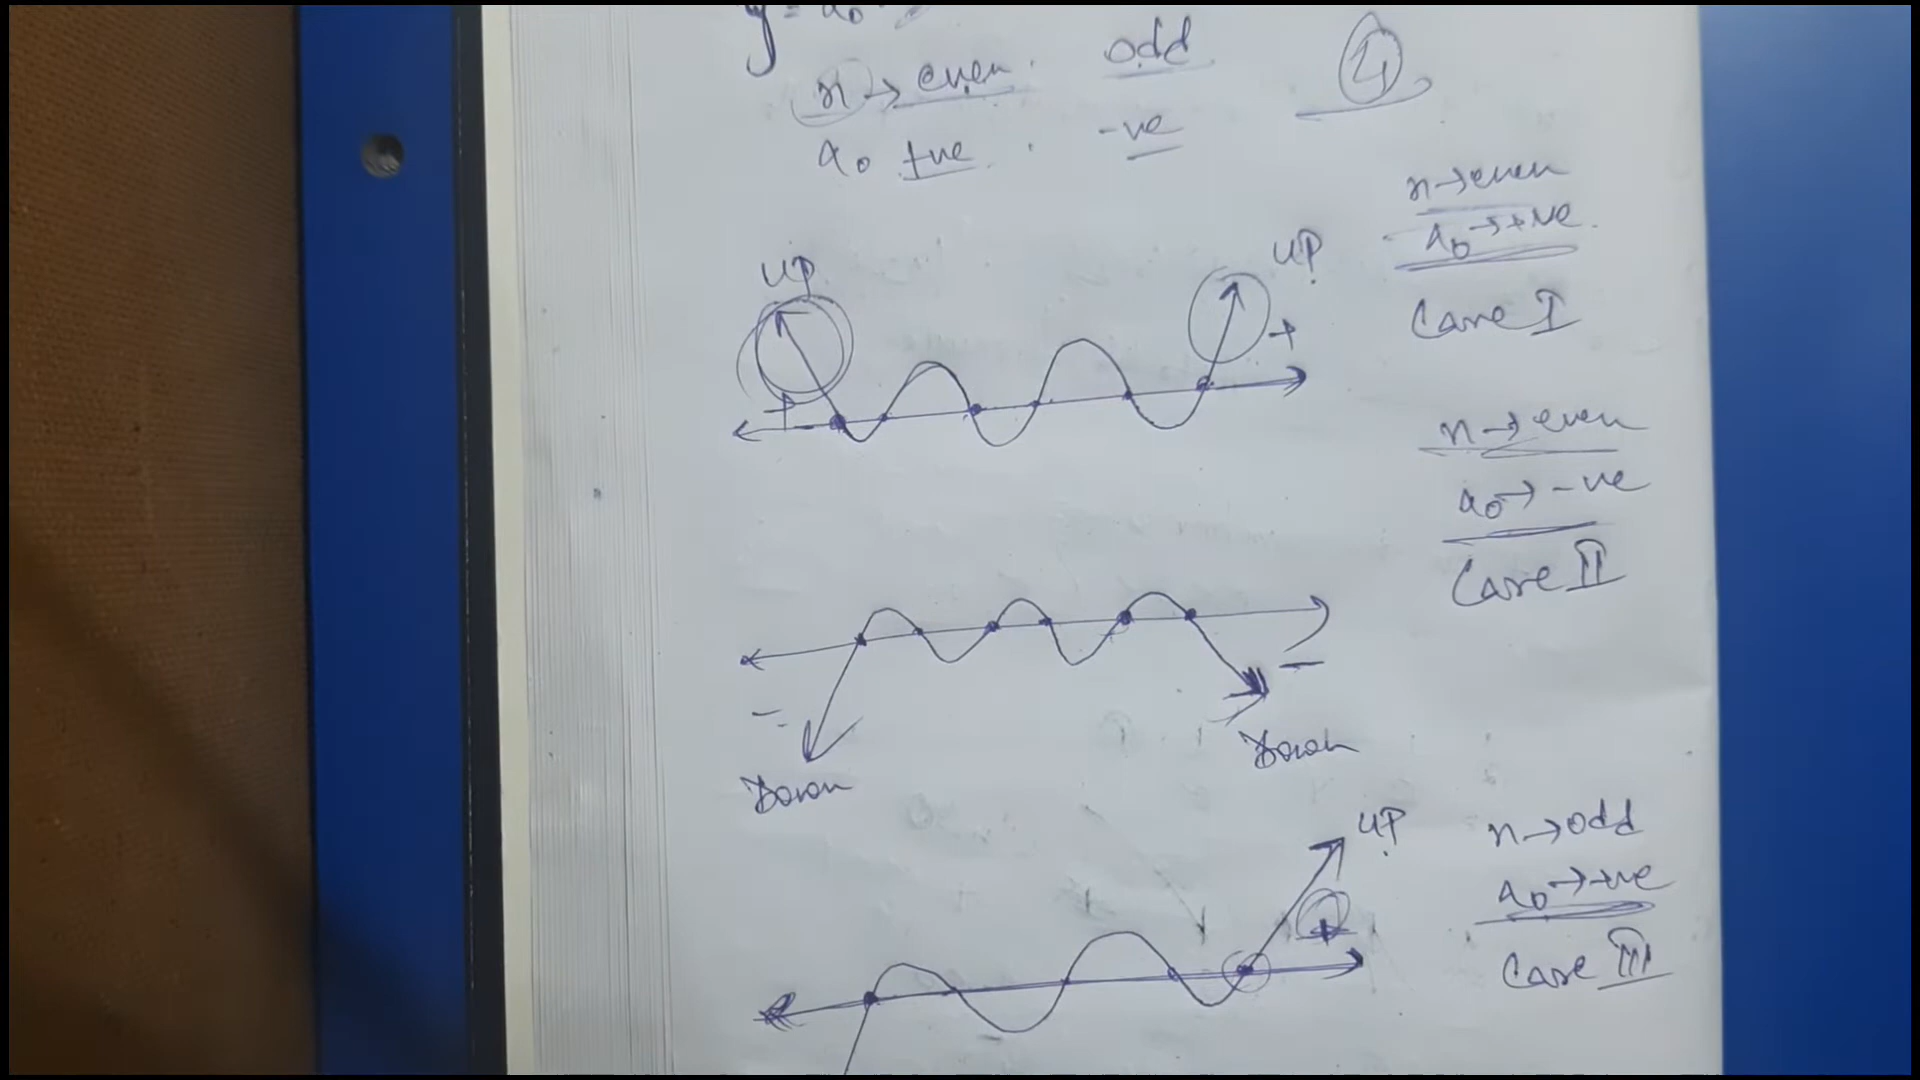 y = a₀
n → even. odd
4
a₀ +ve. -ve
n → even
a₀ → +ve.
Case I
UP
UP
+
+
n → even
a₀ → -ve
Case II
-
-
Down
Down
UP
+
n → odd
a₀ → +ve
Case III